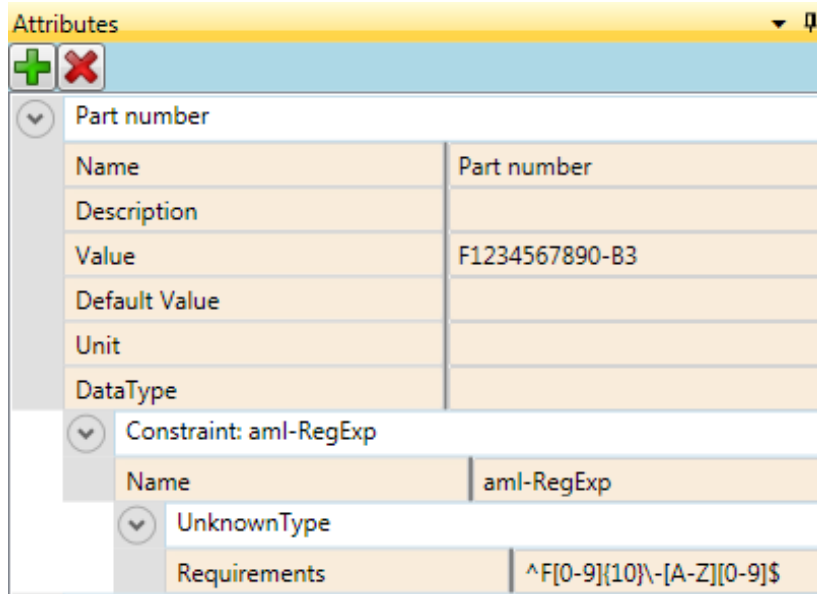 Attributes
Part number
Name Part number
Description
Value F1234567890-B3
Default Value
Unit
DataType
Constraint: aml-RegExp
Name aml-RegExp
UnknownType
Requirements ^F[0-9]{10}\-[A-Z][0-9]$